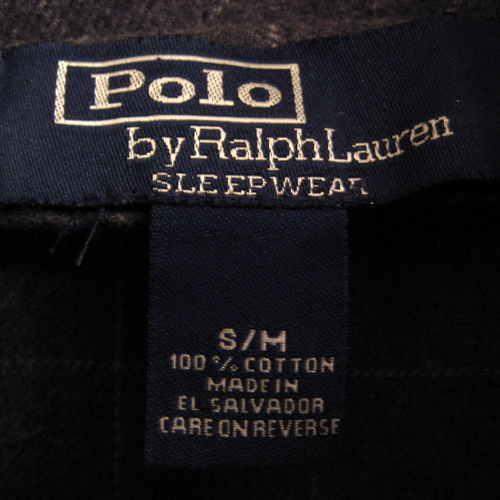 Polo
by Ralph Lauren
SLEEPWEAR
S/M
100% COTTON
MADE IN
EL SALVADOR
CARE ON REVERSE